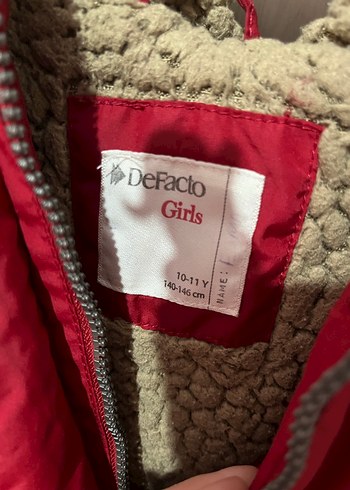 DeFacto
Girls
10-11 Y
140-146 cm
NAME: